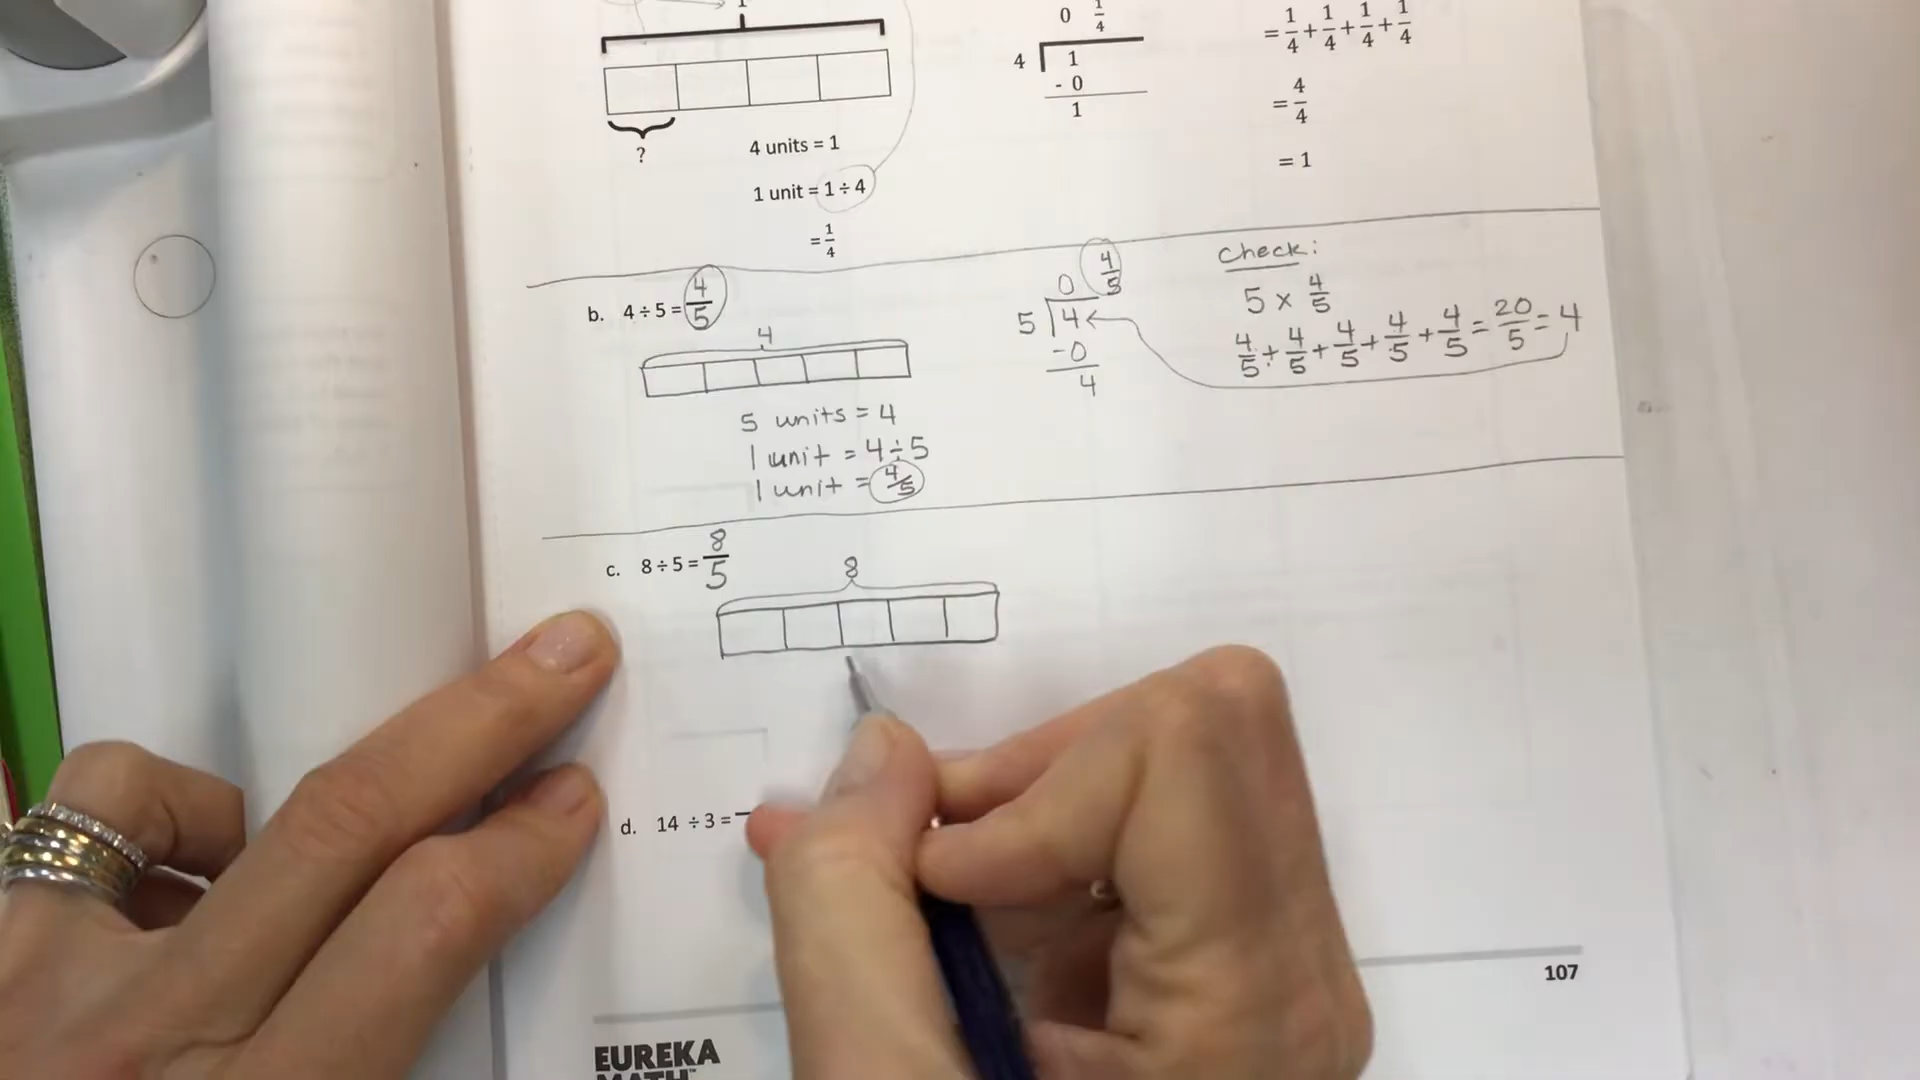 1
0 1/4
4 1
- 0
1
= 1/4 + 1/4 + 1/4 + 1/4
= 4/4
= 1
?
4 units = 1
1 unit = 1 ÷ 4
= 1/4
b. 4 ÷ 5 = 4/5
4
5 units = 4
1 unit = 4 ÷ 5
1 unit = 4/5
0 4/5
5 4
-0
4
Check:
5 × 4/5
4/5 + 4/5 + 4/5 + 4/5 + 4/5 = 20/5 = 4
c. 8 ÷ 5 = 8/5
8
d. 14 ÷ 3 =
107
EUREKA
MATH™